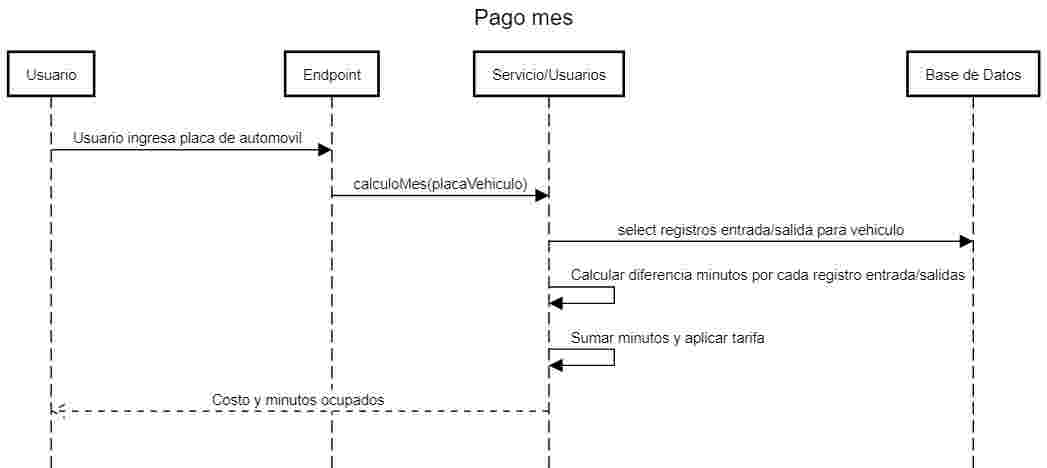 Pago mes
Usuario
Endpoint
Servicio/Usuarios
Base de Datos
Usuario ingresa placa de automovil
calculoMes(placaVehiculo)
select registros entrada/salida para vehiculo
Calcular diferencia minutos por cada registro entrada/salidas
Sumar minutos y aplicar tarifa
Costo y minutos ocupados